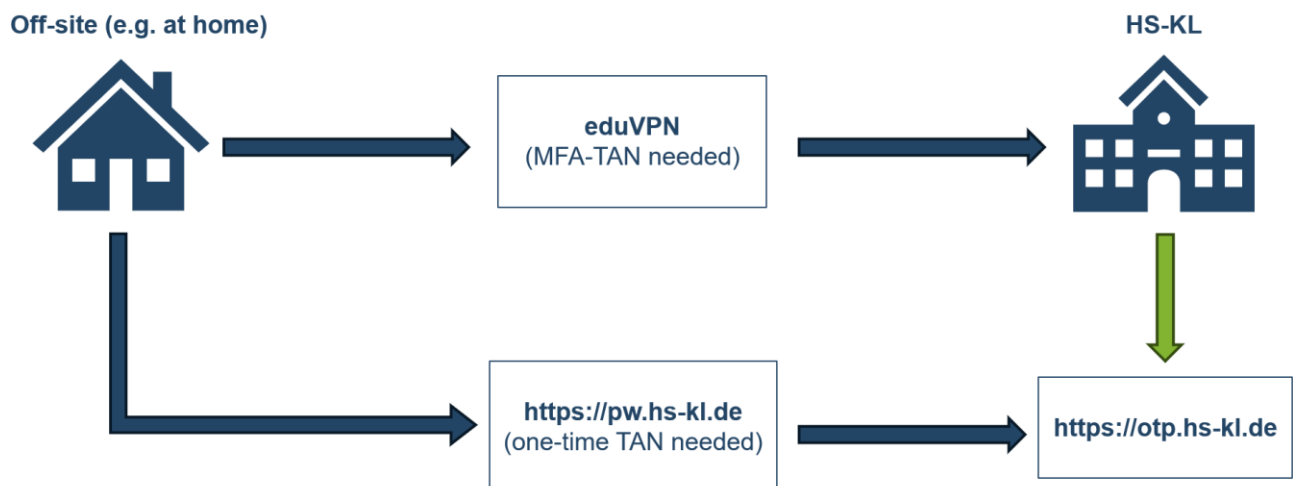 Off-site (e.g. at home)
HS-KL
eduVPN
(MFA-TAN needed)
https://pw.hs-kl.de
(one-time TAN needed)
https://otp.hs-kl.de